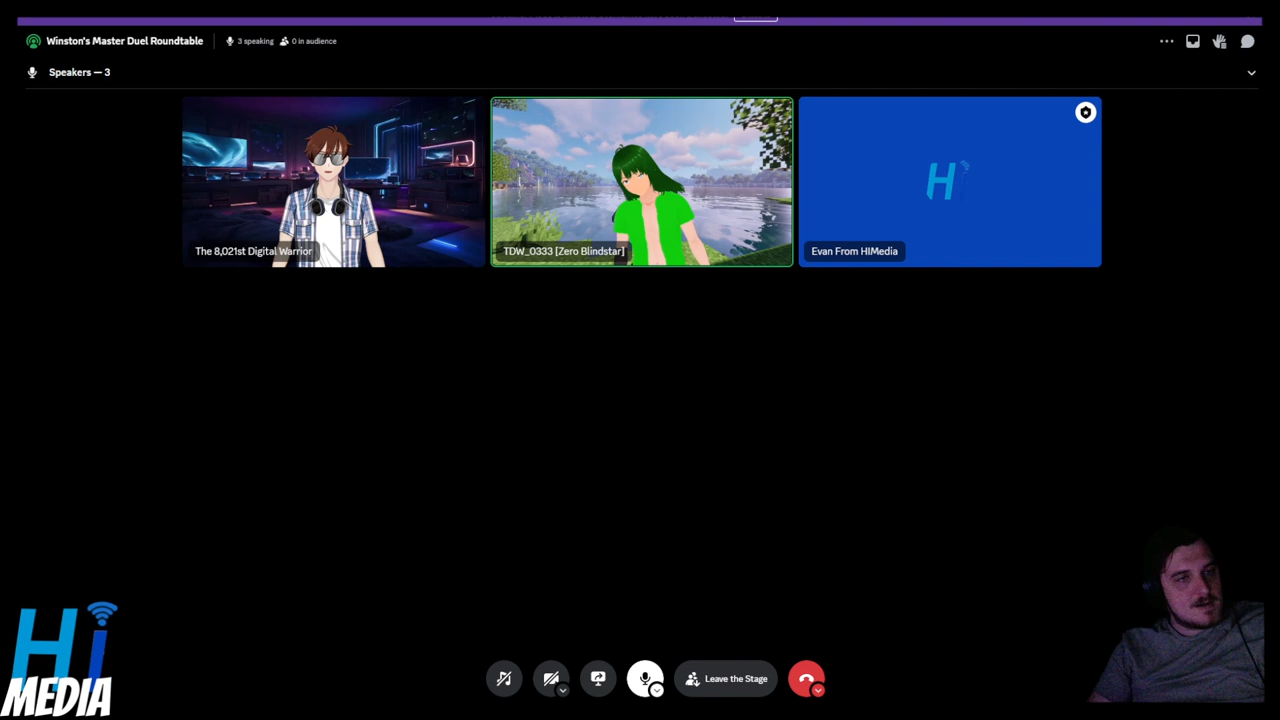 Winston's Master Duel Roundtable
3 speaking
0 in audience
Speakers — 3
The 8,021st Digital Warrior
TDW_0333 [Zero Blindstar]
Hi
Evan From HIMedia
Hi
MEDIA
Leave the Stage